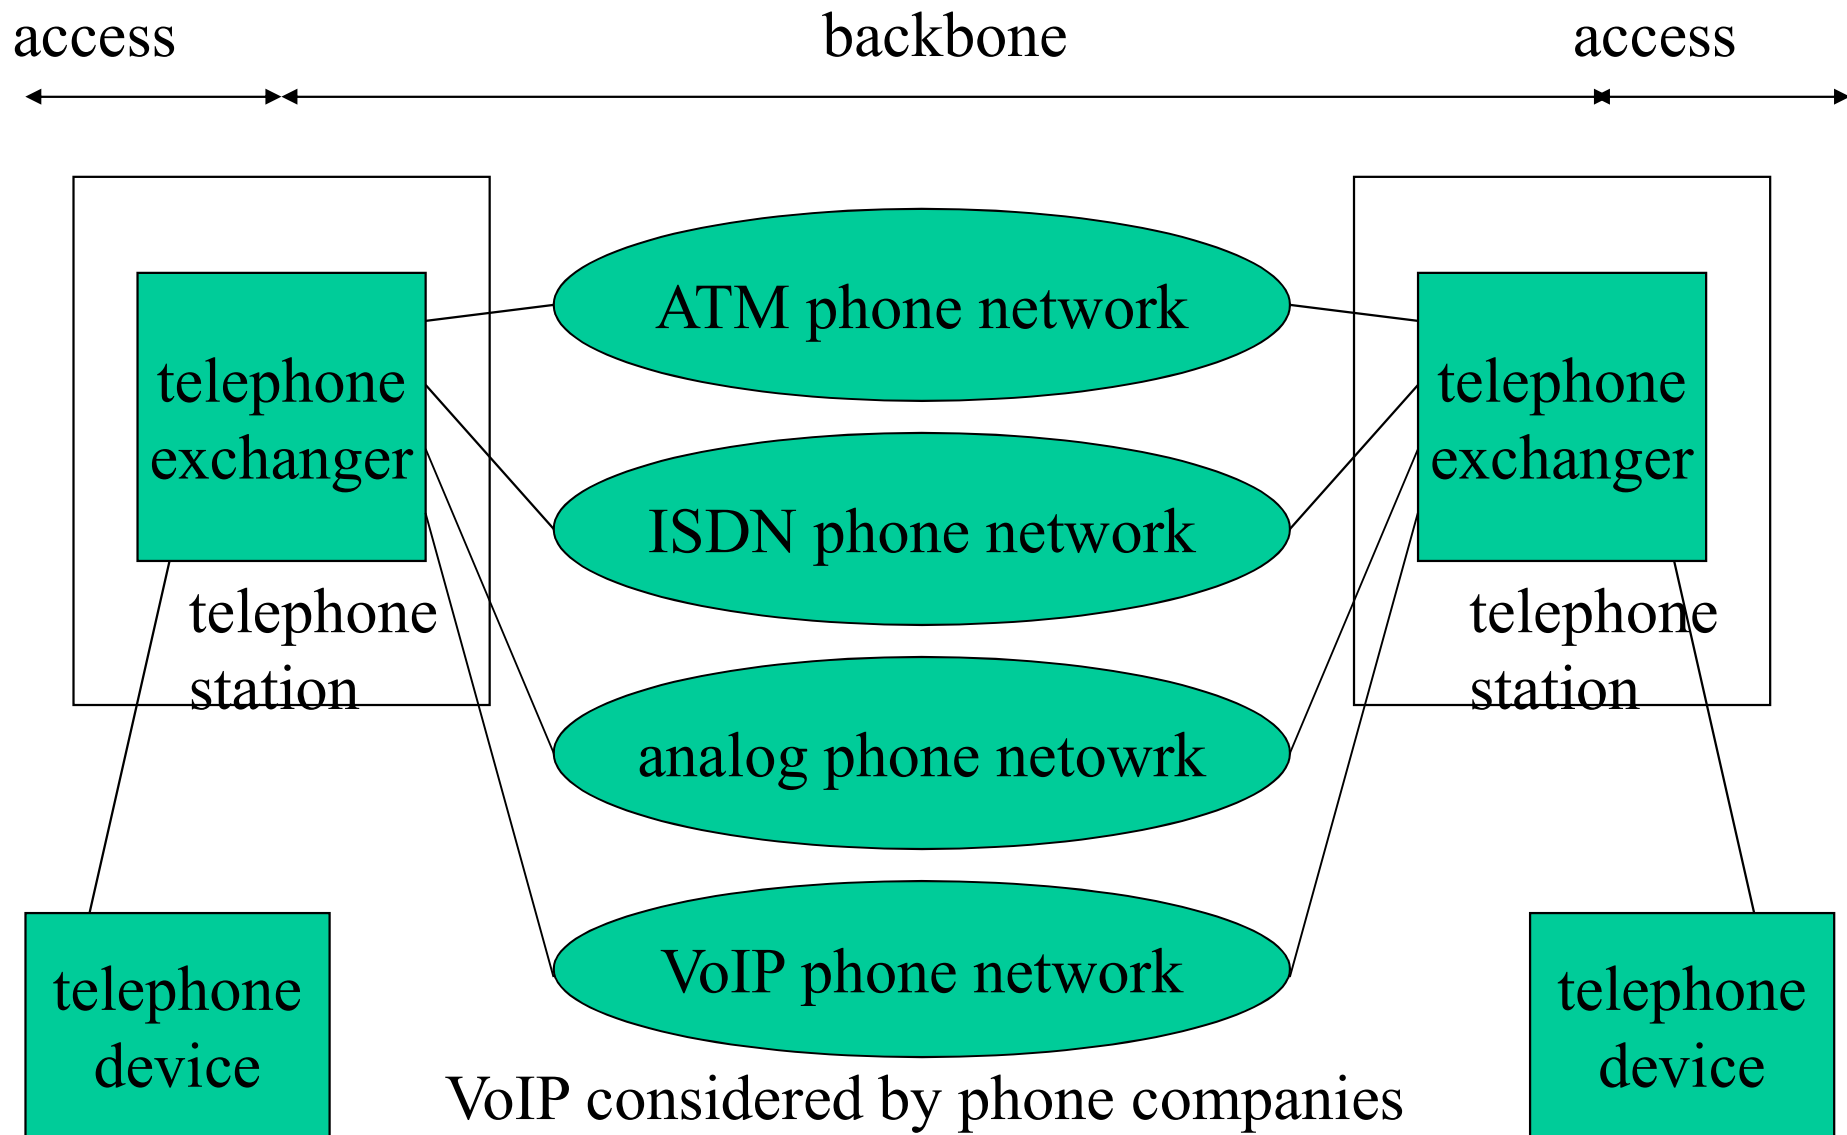 access
backbone
access
ATM phone network
telephone
exchanger
telephone
exchanger
ISDN phone network
telephone
station
telephone
station
analog phone netowrk
VoIP phone network
telephone
device
telephone
device
VoIP considered by phone companies